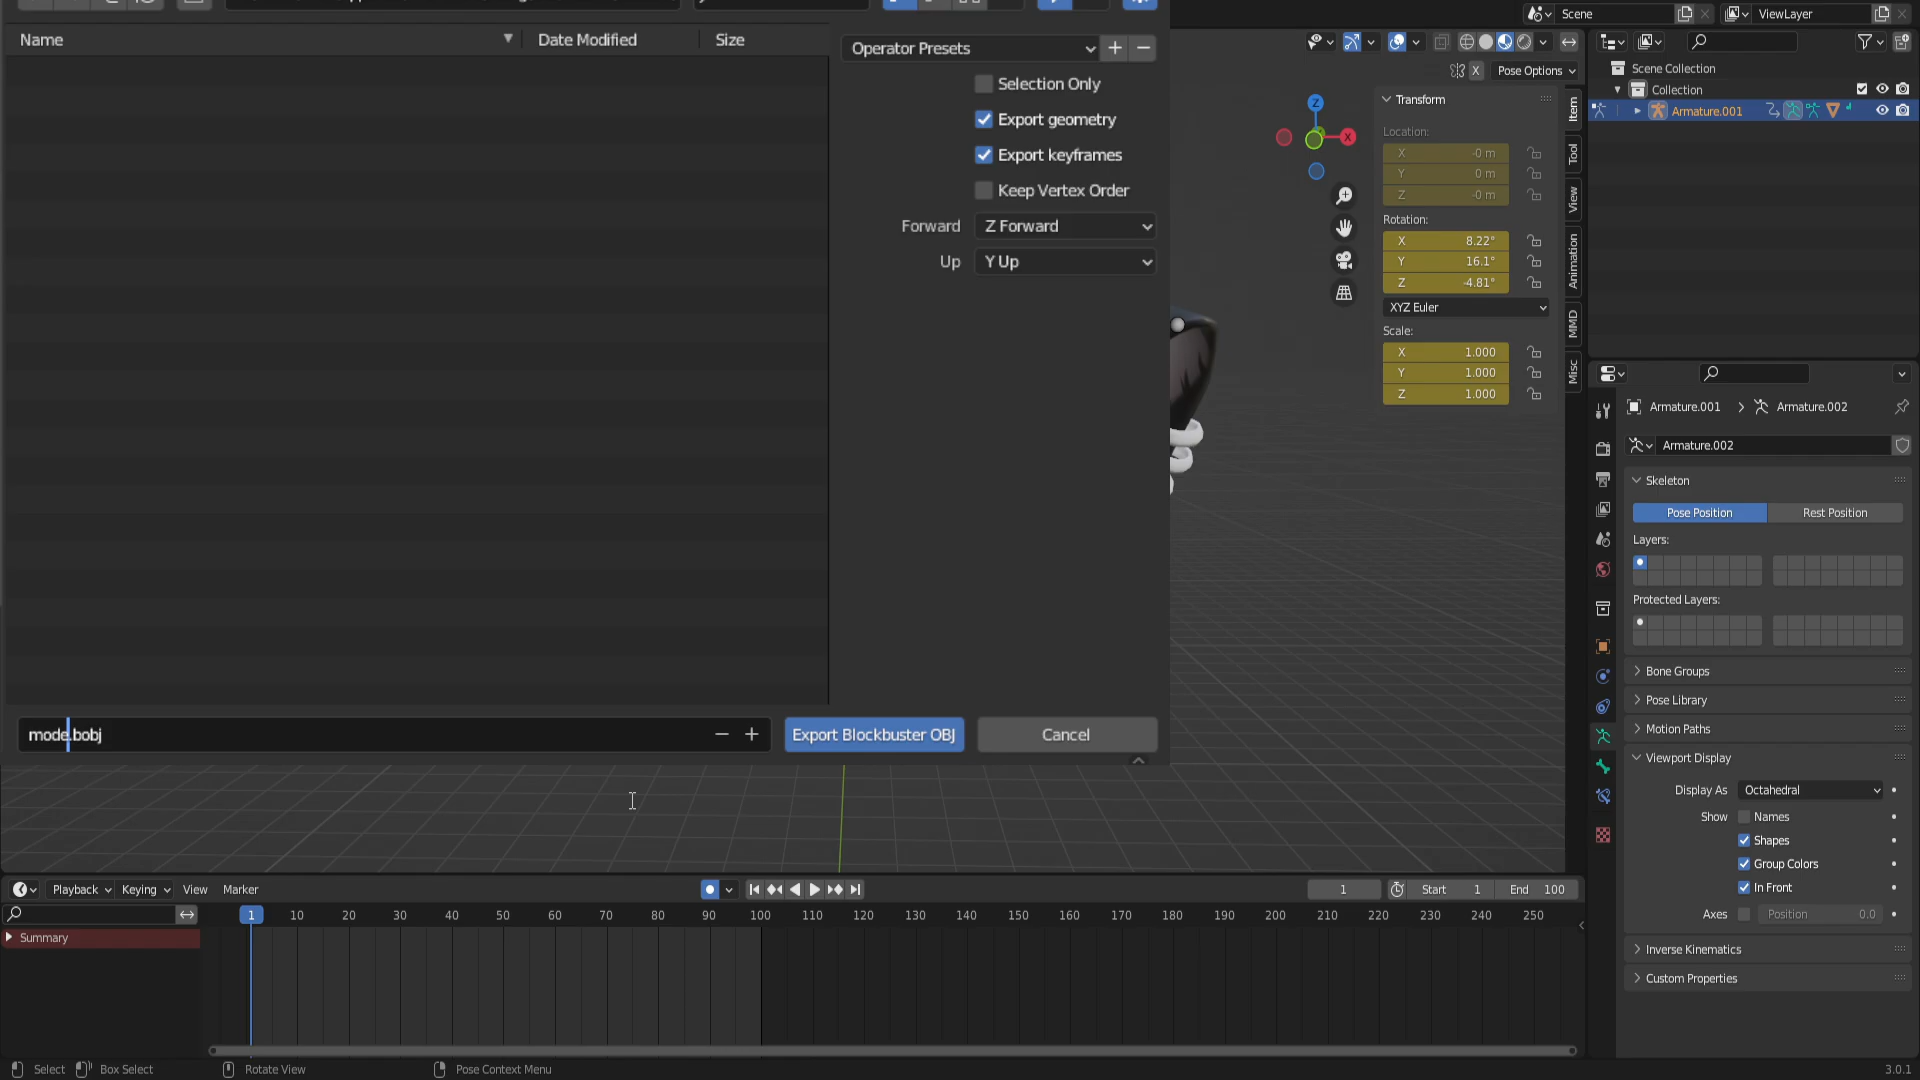 Scene
ViewLayer
Name
Date Modified
Size
Operator Presets
Selection Only
Export geometry
Export keyframes
Keep Vertex Order
Forward
Z Forward
Up
Y Up
mode.bobj
Export Blockbuster OBJ
Cancel
X
Pose Options
Transform
Location:
X -0 m
Y 0 m
Z -0 m
Rotation:
X 8.22°
Y 16.1°
Z -4.81°
XYZ Euler
Scale:
X 1.000
Y 1.000
Z 1.000
Z
X
Item
Tool
View
Animation
MMD
Misc
Scene Collection
Collection
Armature.001
Armature.001
Armature.002
Armature.002
Skeleton
Pose Position
Rest Position
Layers:
Protected Layers:
Bone Groups
Pose Library
Motion Paths
Viewport Display
Display As
Octahedral
Show
Names
Shapes
Group Colors
In Front
Axes
Position 0.0
Inverse Kinematics
Custom Properties
Playback
Keying
View
Marker
1
Start 1
End 100
1 10 20 30 40 50 60 70 80 90 100 110 120 130 140 150 160 170 180 190 200 210 220 230 240 250
Summary
Select
Box Select
Rotate View
Pose Context Menu
3.0.1